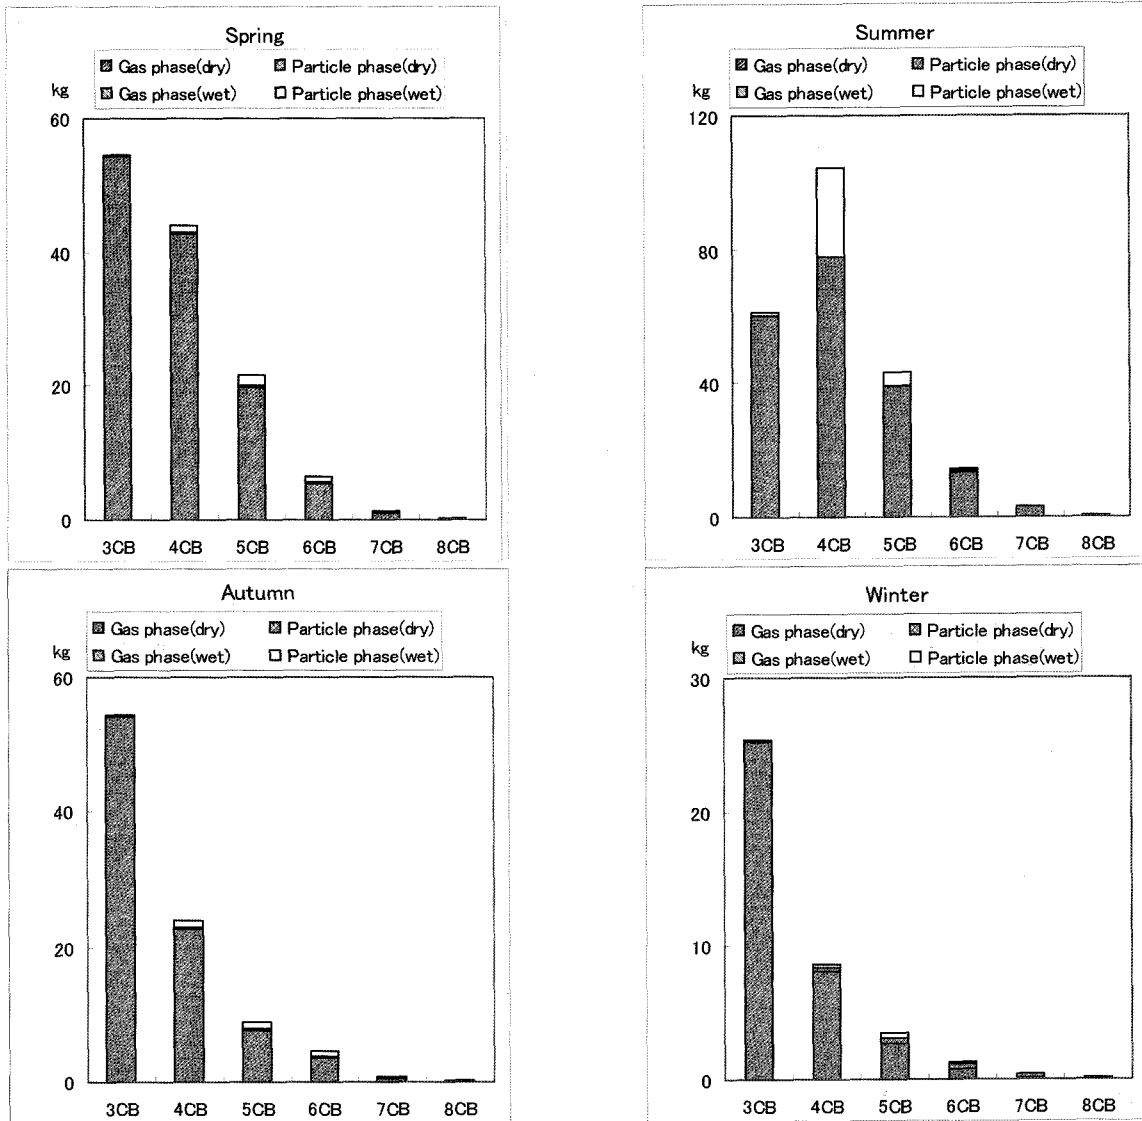 Spring
Gas phase(dry) Particle phase(dry)
Gas phase(wet) Particle phase(wet)
kg
60
40
20
0
3CB 4CB 5CB 6CB 7CB 8CB
Summer
Gas phase(dry) Particle phase(dry)
Gas phase(wet) Particle phase(wet)
kg
120
80
40
0
3CB 4CB 5CB 6CB 7CB 8CB
Autumn
Gas phase(dry) Particle phase(dry)
Gas phase(wet) Particle phase(wet)
kg
60
40
20
0
3CB 4CB 5CB 6CB 7CB 8CB
Winter
Gas phase(dry) Particle phase(dry)
Gas phase(wet) Particle phase(wet)
kg
30
20
10
0
3CB 4CB 5CB 6CB 7CB 8CB